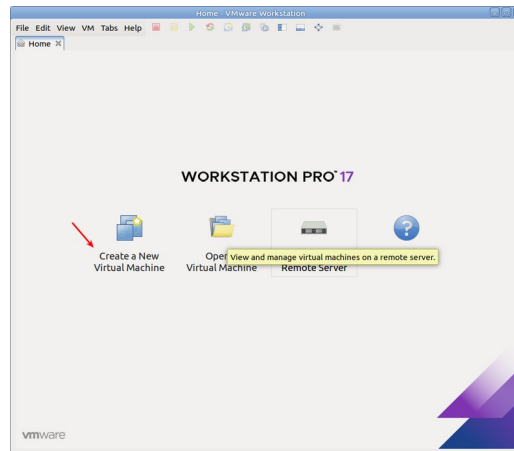 Home - VMware Workstation
File Edit View VM Tabs Help
Home
WORKSTATION PRO™ 17
Create a New
Virtual Machine
Virtual Machine
View and manage virtual machines on a remote server.
Remote Server
vmware